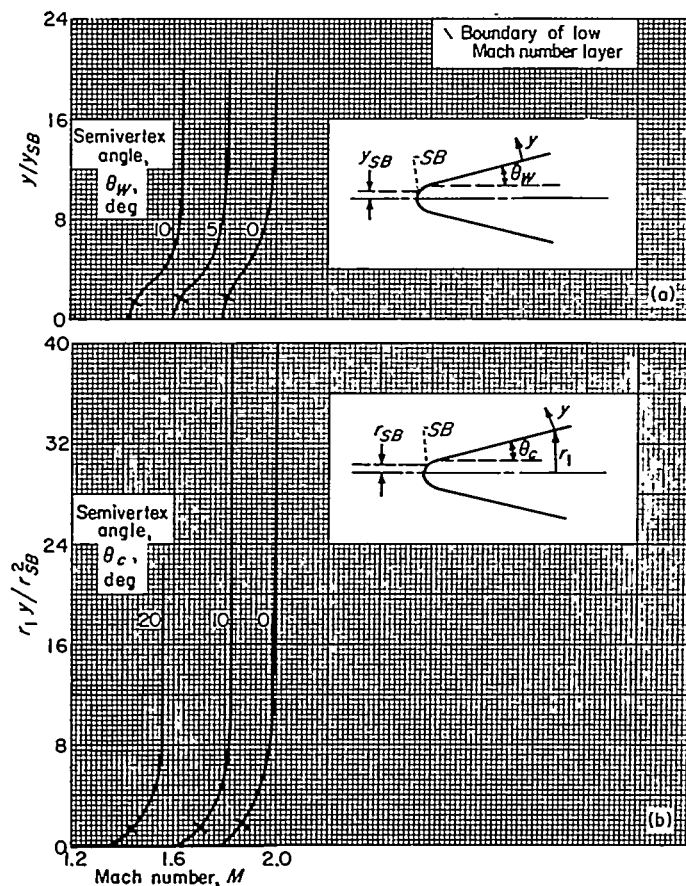 24
\ Boundary of low
Mach number layer
16
8
0
y/y_SB
Semivertex
angle,
θ_W,
deg
10
5
0
y_SB
SB
y
θ_W
(a)
40
32
24
16
8
0
r_1 y/r_SB^2
Semivertex
angle,
θ_c,
deg
20
10
0
r_SB
SB
y
θ_c
r_1
(b)
1.2
1.6
2.0
Mach number, M